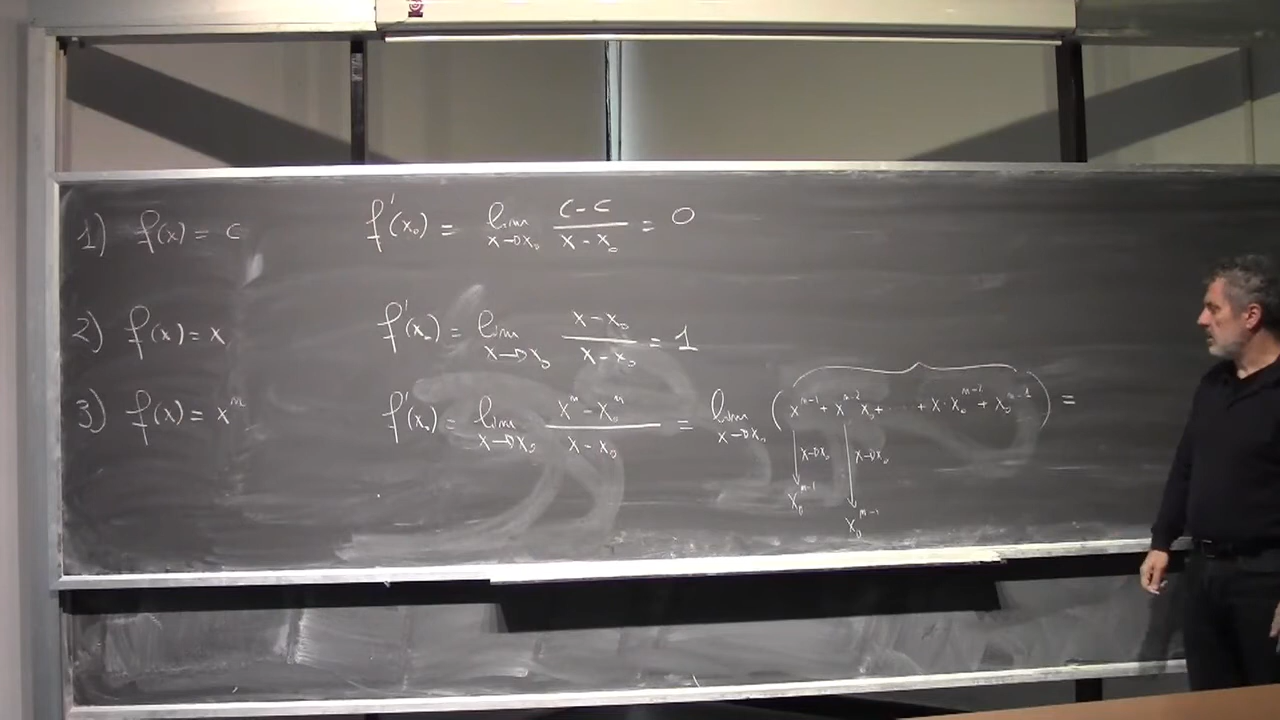 1) f(x) = c f'(x₀) = lim x→x₀ (c - c)/(x - x₀) = 0
2) f(x) = x f'(x₀) = lim x→x₀ (x - x₀)/(x - x₀) = 1
3) f(x) = xⁿ f'(x₀) = lim x→x₀ (xⁿ - x₀ⁿ)/(x - x₀) = lim x→x₀ (xⁿ⁻¹ + xⁿ⁻² x₀ + ····· + x·x₀ⁿ⁻² + x₀ⁿ⁻¹) =
x→x₀ x→x₀
x₀ⁿ⁻¹
x₀ⁿ⁻¹